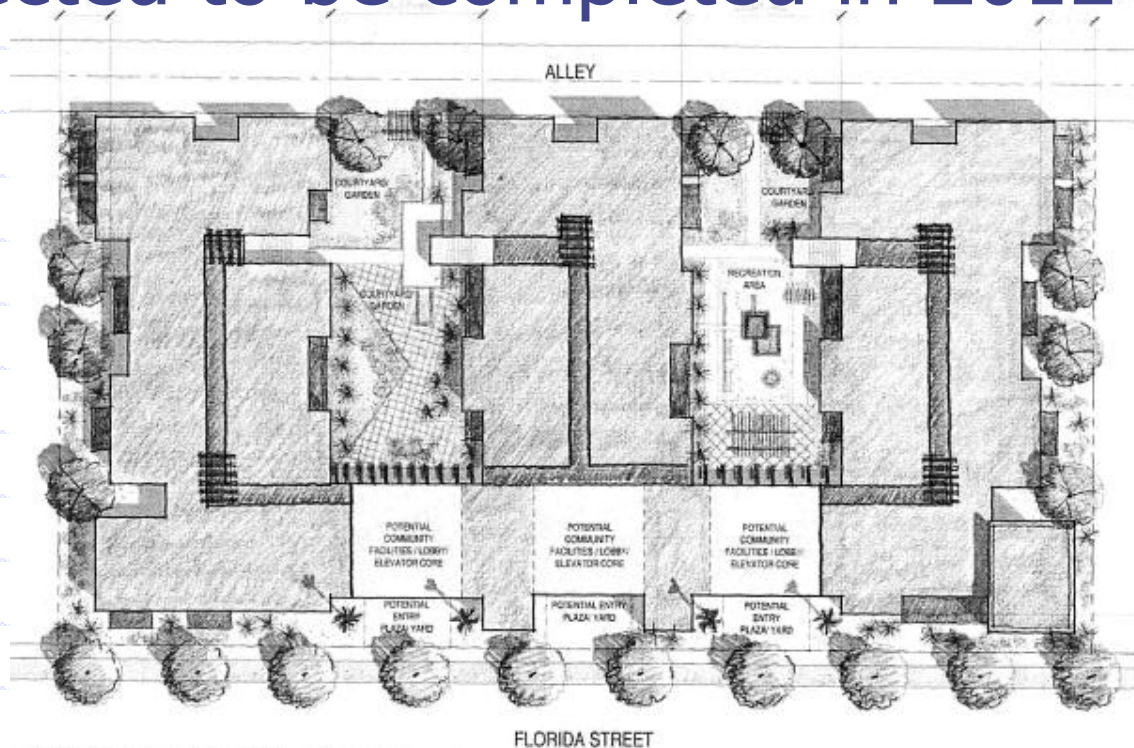 to be completed in 2012
ALLEY
COURTYARD/
GARDEN
COURTYARD/
GARDEN
COURTYARD/
GARDEN
RECREATION
AREA
POTENTIAL
COMMUNITY
FACILITIES / LOBBY/
ELEVATOR CORE
POTENTIAL
COMMUNITY
FACILITIES / LOBBY/
ELEVATOR CORE
POTENTIAL
COMMUNITY
FACILITIES / LOBBY/
ELEVATOR CORE
POTENTIAL
ENTRY
PLAZA/ YARD
POTENTIAL ENTRY
PLAZA/ YARD
POTENTIAL
ENTRY
PLAZA/ YARD
FLORIDA STREET